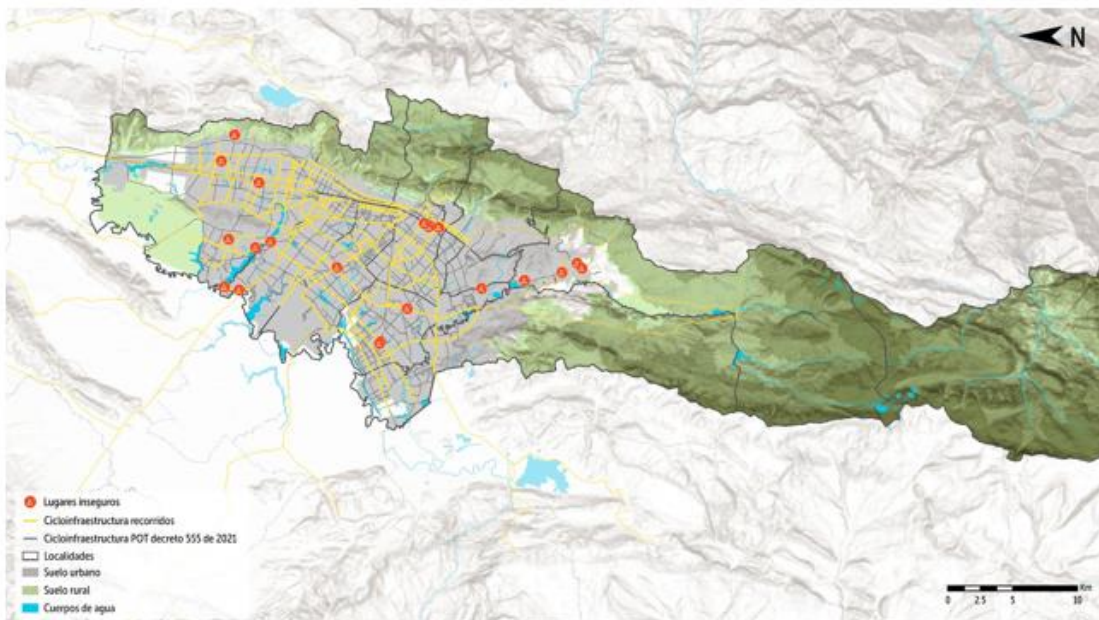 N
Lugares inseguros
Cicloinfraestructura recorridos
Cicloinfraestructura POT decreto 555 de 2021
Localidades
Suelo urbano
Suelo rural
Cuerpos de agua
Km
0 2.5 5 10